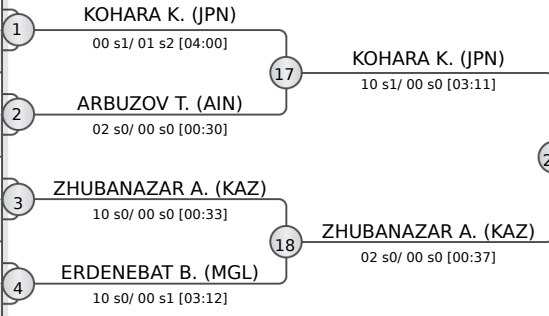 KOHARA K. (JPN)
1
00 s1/ 01 s2 [04:00]
17
KOHARA K. (JPN)
10 s1/ 00 s0 [03:11]
ARBUZOV T. (AIN)
2
02 s0/ 00 s0 [00:30]
ZHUBANAZAR A. (KAZ)
3
10 s0/ 00 s0 [00:33]
18
ZHUBANAZAR A. (KAZ)
02 s0/ 00 s0 [00:37]
ERDENEBAT B. (MGL)
4
10 s0/ 00 s1 [03:12]